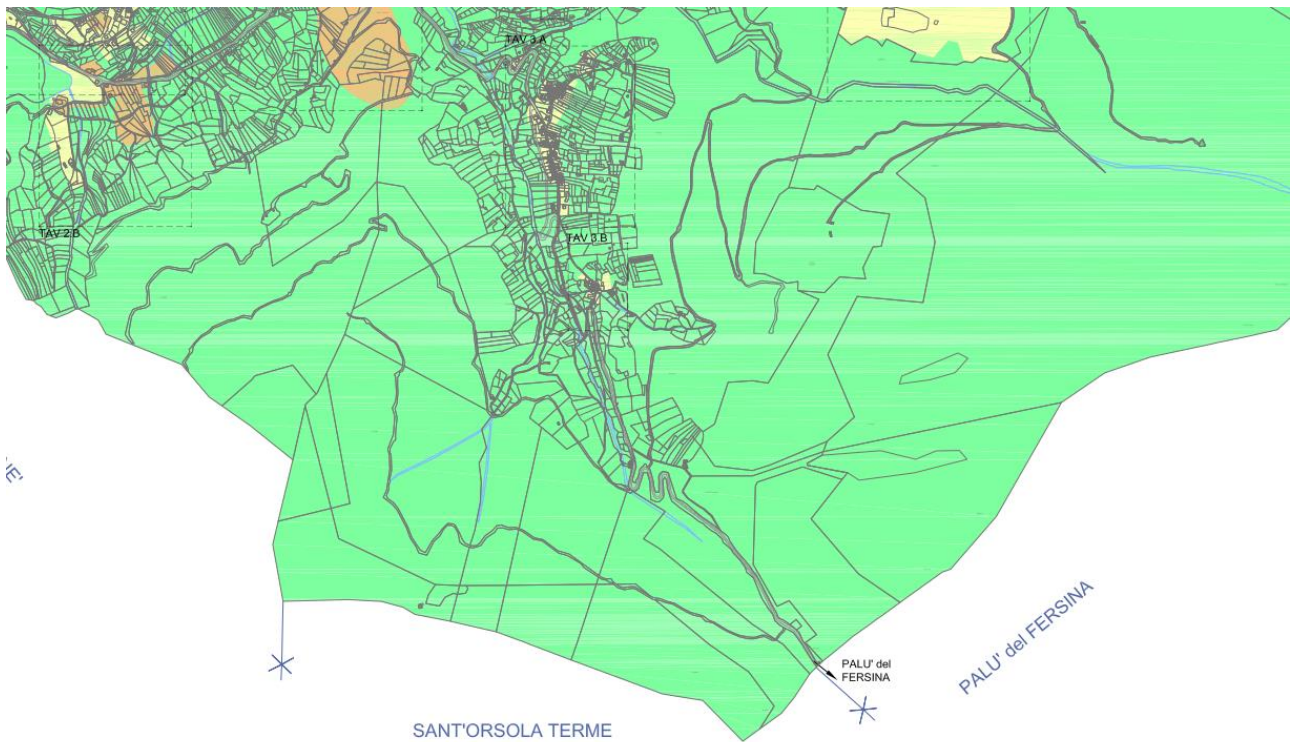 TAV 3.A
TAV 2.B
TAV 3.B
PALU' del
FERSINA
PALU' del FERSINA
SANT'ORSOLA TERME